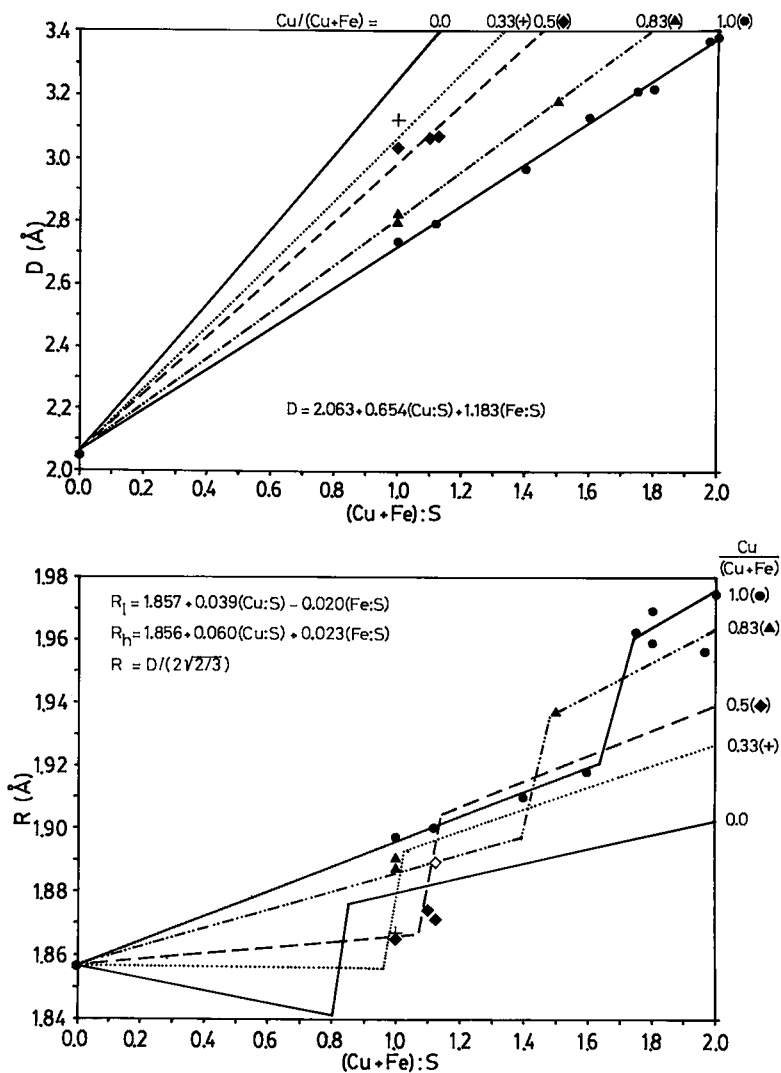 Cu/(Cu+Fe) = 0.0 0.33(+) 0.5(◆) 0.83(▲) 1.0(●)
3.4
3.2
3.0
2.8
2.6
2.4
2.2
2.0
D (Å)
D = 2.063 + 0.654(Cu:S) + 1.183(Fe:S)
0.0 0.2 0.4 0.6 0.8 1.0 1.2 1.4 1.6 1.8 2.0
(Cu+Fe):S
Cu
(Cu+Fe)
1.98
1.96
1.94
1.92
1.90
1.88
1.86
1.84
R (Å)
R_l = 1.857 + 0.039(Cu:S) - 0.020(Fe:S)
R_h = 1.856 + 0.060(Cu:S) + 0.023(Fe:S)
R = D/(2√2/3)
1.0(●)
0.83(▲)
0.5(◆)
0.33(+)
0.0
0.0 0.2 0.4 0.6 0.8 1.0 1.2 1.4 1.6 1.8 2.0
(Cu+Fe):S